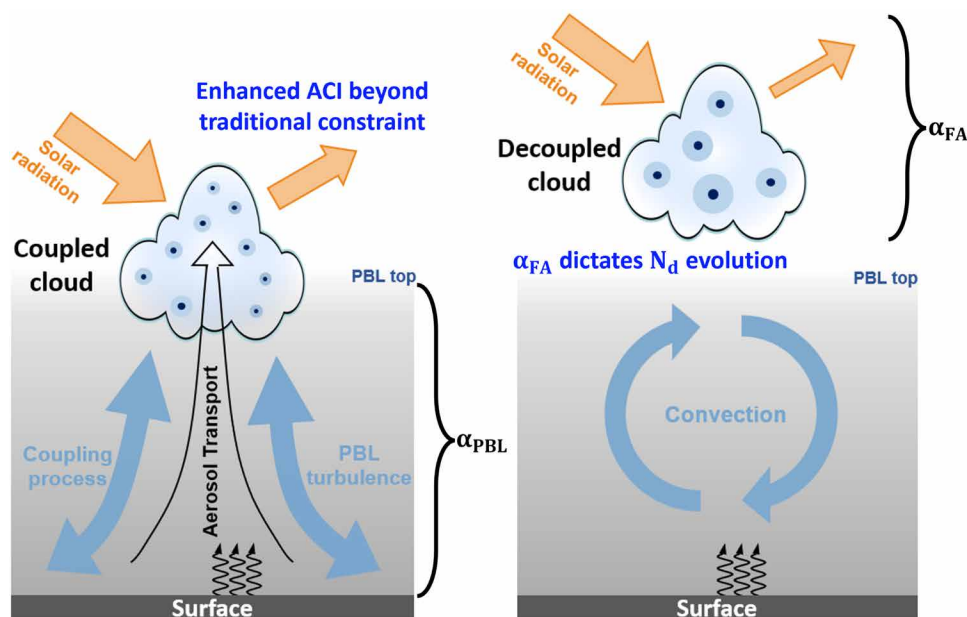 Solar
radiation
Enhanced ACI beyond
traditional constraint
Coupled
cloud
PBL top
Coupling
process
Aerosol Transport
PBL
turbulence
α_PBL
Surface
Solar
radiation
Decoupled
cloud
α_FA
α_FA dictates N_d evolution
PBL top
Convection
Surface